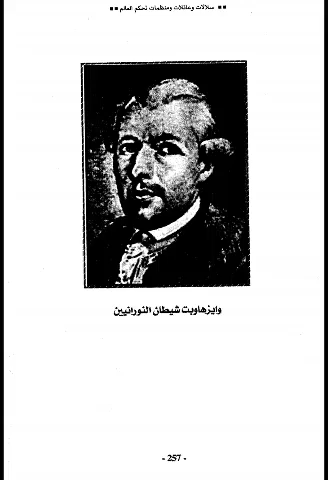 ■■ سلالات وعائلات ومنظمات تحكم العالم ■■
وايزهاوبت شيطان النورانيين
- 257 -